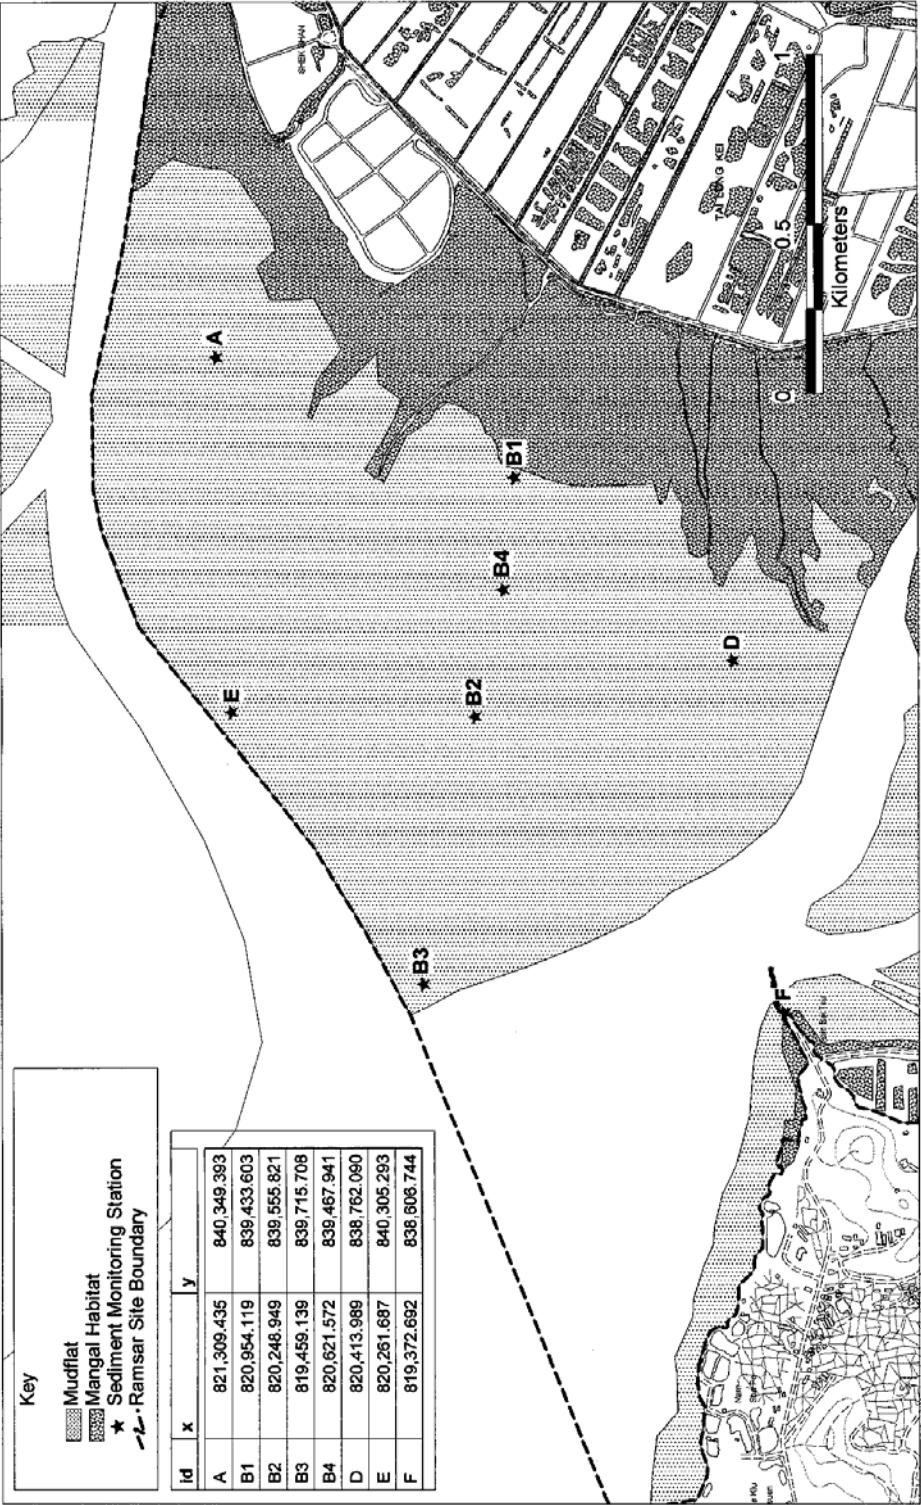 Key
Mudflat
Mangal Habitat
Sediment Monitoring Station
Ramsar Site Boundary
id x y
A 821,309.435 840,349.393
B1 820,954.119 839,433.603
B2 820,248.949 839,555.821
B3 819,459.139 839,715.708
B4 820,621.572 839,467.941
D 820,413.989 838,762.090
E 820,261.687 840,305.293
F 819,372.692 838,606.744
A
E
B1
B4
B2
B3
D
F
TAI LONG KEI
0 0.5 1
Kilometers